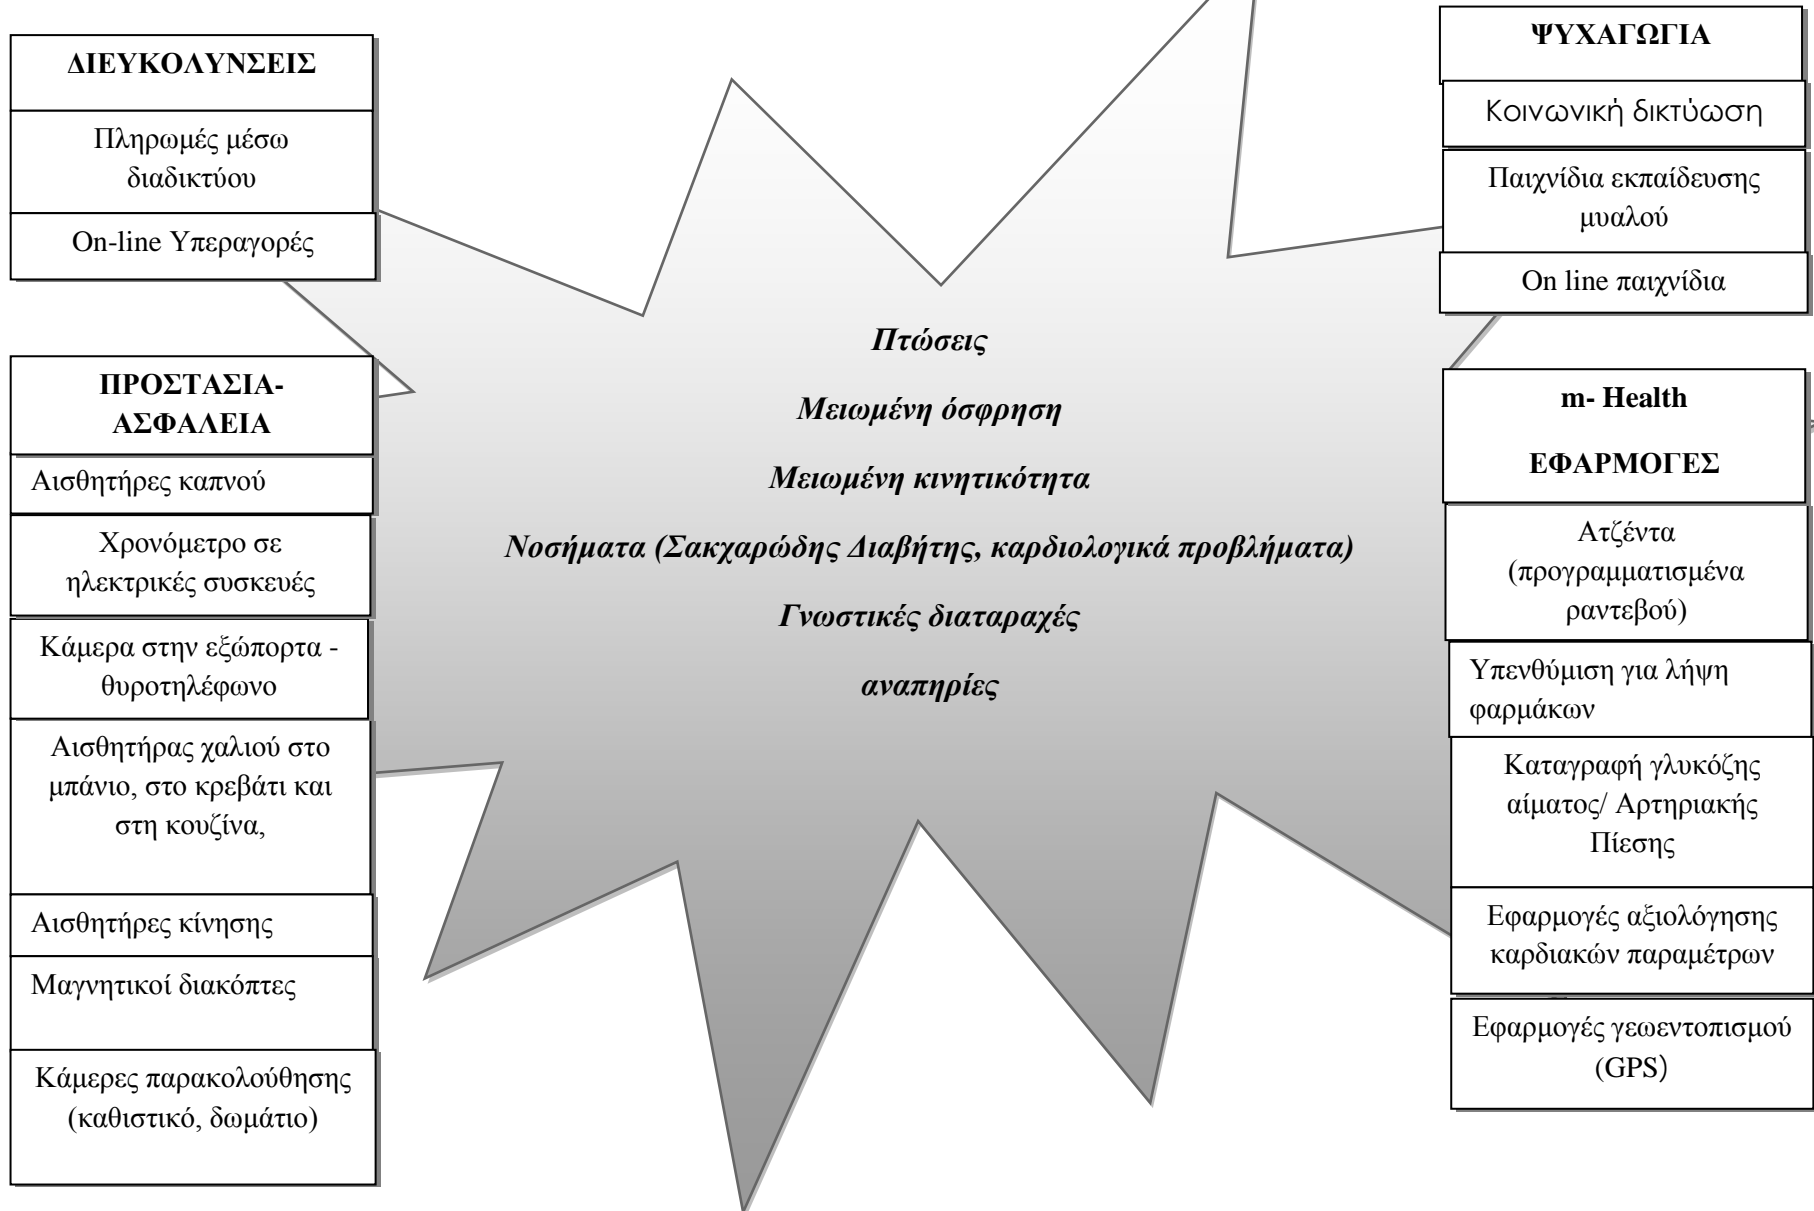 ΔΙΕΥΚΟΛΥΝΣΕΙΣ
Πληρωμές μέσω
διαδικτύου
On-line Υπεραγορές
ΠΡΟΣΤΑΣΙΑ-
ΑΣΦΑΛΕΙΑ
Αισθητήρες καπνού
Χρονόμετρο σε
ηλεκτρικές συσκευές
Κάμερα στην εξώπορτα -
θυροτηλέφωνο
Αισθητήρας χαλιού στο
μπάνιο, στο κρεβάτι και
στη κουζίνα,
Αισθητήρες κίνησης
Μαγνητικοί διακόπτες
Κάμερες παρακολούθησης
(καθιστικό, δωμάτιο)
Πτώσεις
Μειωμένη όσφρηση
Μειωμένη κινητικότητα
Νοσήματα (Σακχαρώδης Διαβήτης, καρδιολογικά προβλήματα)
Γνωστικές διαταραχές
αναπηρίες
ΨΥΧΑΓΩΓΙΑ
Κοινωνική δικτύωση
Παιχνίδια εκπαίδευσης
μυαλού
On line παιχνίδια
m- Health
ΕΦΑΡΜΟΓΕΣ
Ατζέντα
(προγραμματισμένα
ραντεβού)
Υπενθύμιση για λήψη
φαρμάκων
Καταγραφή γλυκόζης
αίματος/ Αρτηριακής
Πίεσης
Εφαρμογές αξιολόγησης
καρδιακών παραμέτρων
Εφαρμογές γεωεντοπισμού
(GPS)